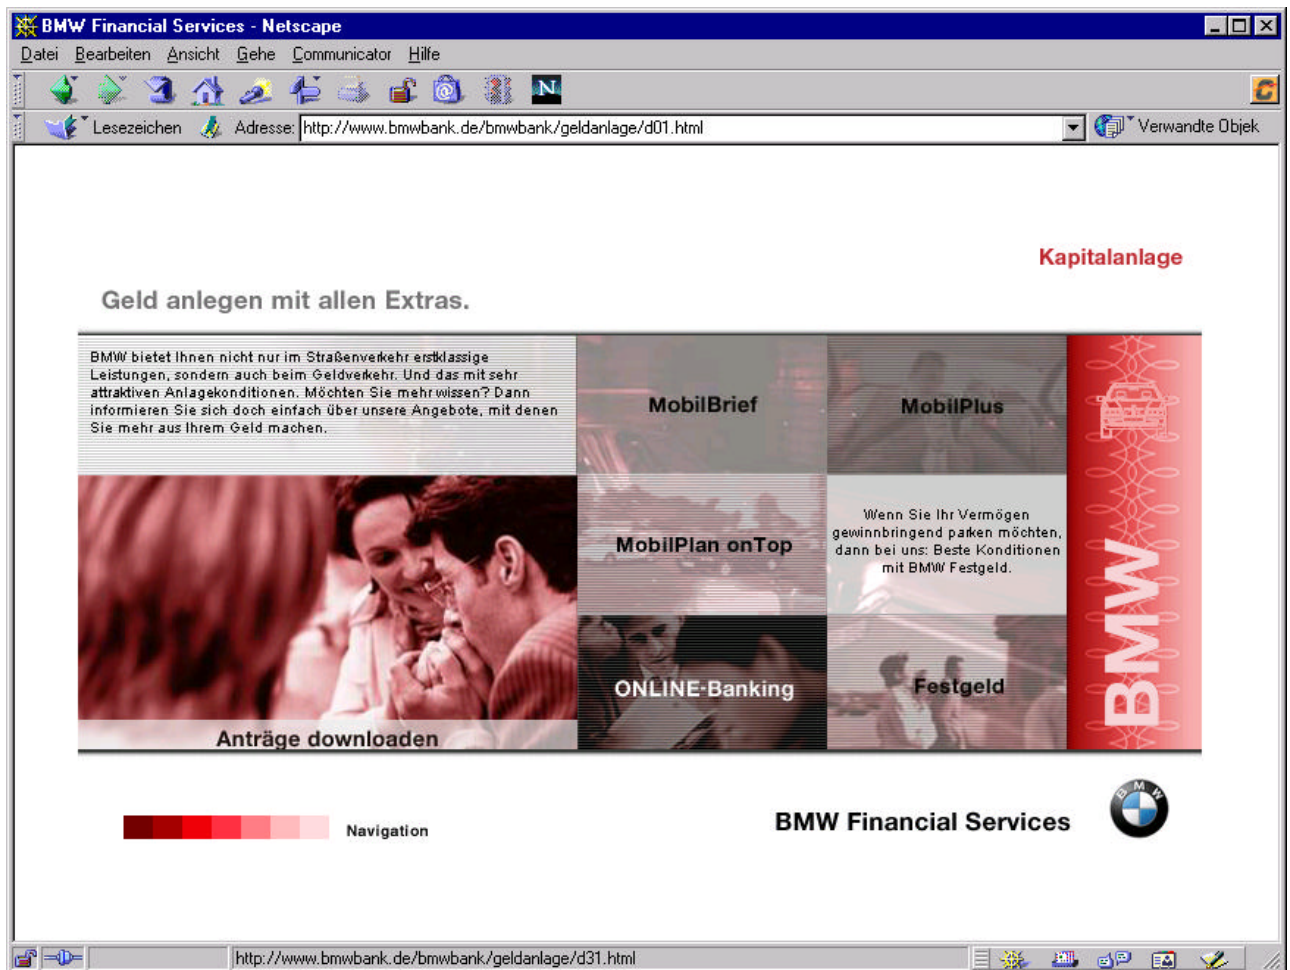 BMW Financial Services - Netscape
Datei Bearbeiten Ansicht Gehe Communicator Hilfe
N
Lesezeichen Adresse: http://www.bmwbank.de/bmwbank/geldanlage/d01.html Verwandte Objek
Kapitalanlage
Geld anlegen mit allen Extras.
BMW bietet Ihnen nicht nur im Straßenverkehr erstklassige
Leistungen, sondern auch beim Geldverkehr. Und das mit sehr
attraktiven Anlagekonditionen. Möchten Sie mehr wissen? Dann
informieren Sie sich doch einfach über unsere Angebote, mit denen
Sie mehr aus Ihrem Geld machen.
MobilBrief
MobilPlus
MobilPlan onTop
Wenn Sie Ihr Vermögen
gewinnbringend parken möchten,
dann bei uns: Beste Konditionen
mit BMW Festgeld.
ONLINE-Banking
Festgeld
Anträge downloaden
BMW
Navigation
BMW Financial Services
BMW
http://www.bmwbank.de/bmwbank/geldanlage/d31.html